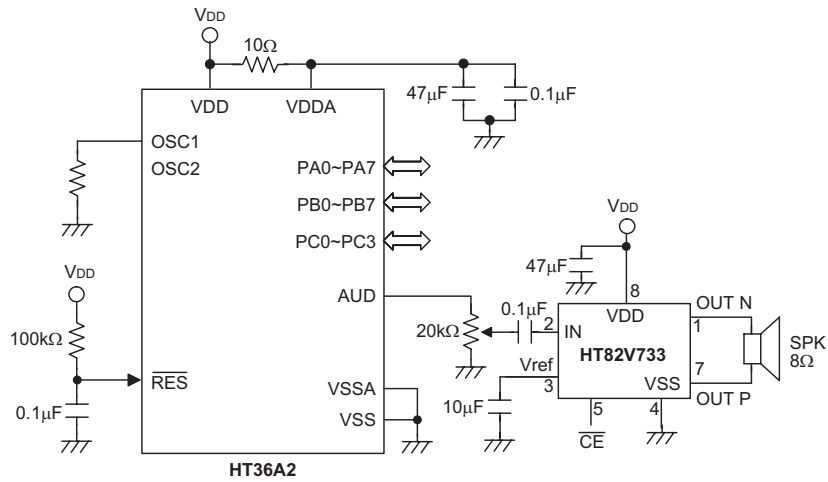 VDD
10Ω
VDD
VDDA
47μF
0.1μF
OSC1
OSC2
PA0~PA7
PB0~PB7
PC0~PC3
VDD
100kΩ
RES
0.1μF
AUD
20kΩ
0.1μF
VDD
47μF
8
VDD
2
IN
HT82V733
OUT N
1
SPK
8Ω
Vref
3
VSS
7
OUT P
10μF
5
4
CE
VSSA
VSS
HT36A2